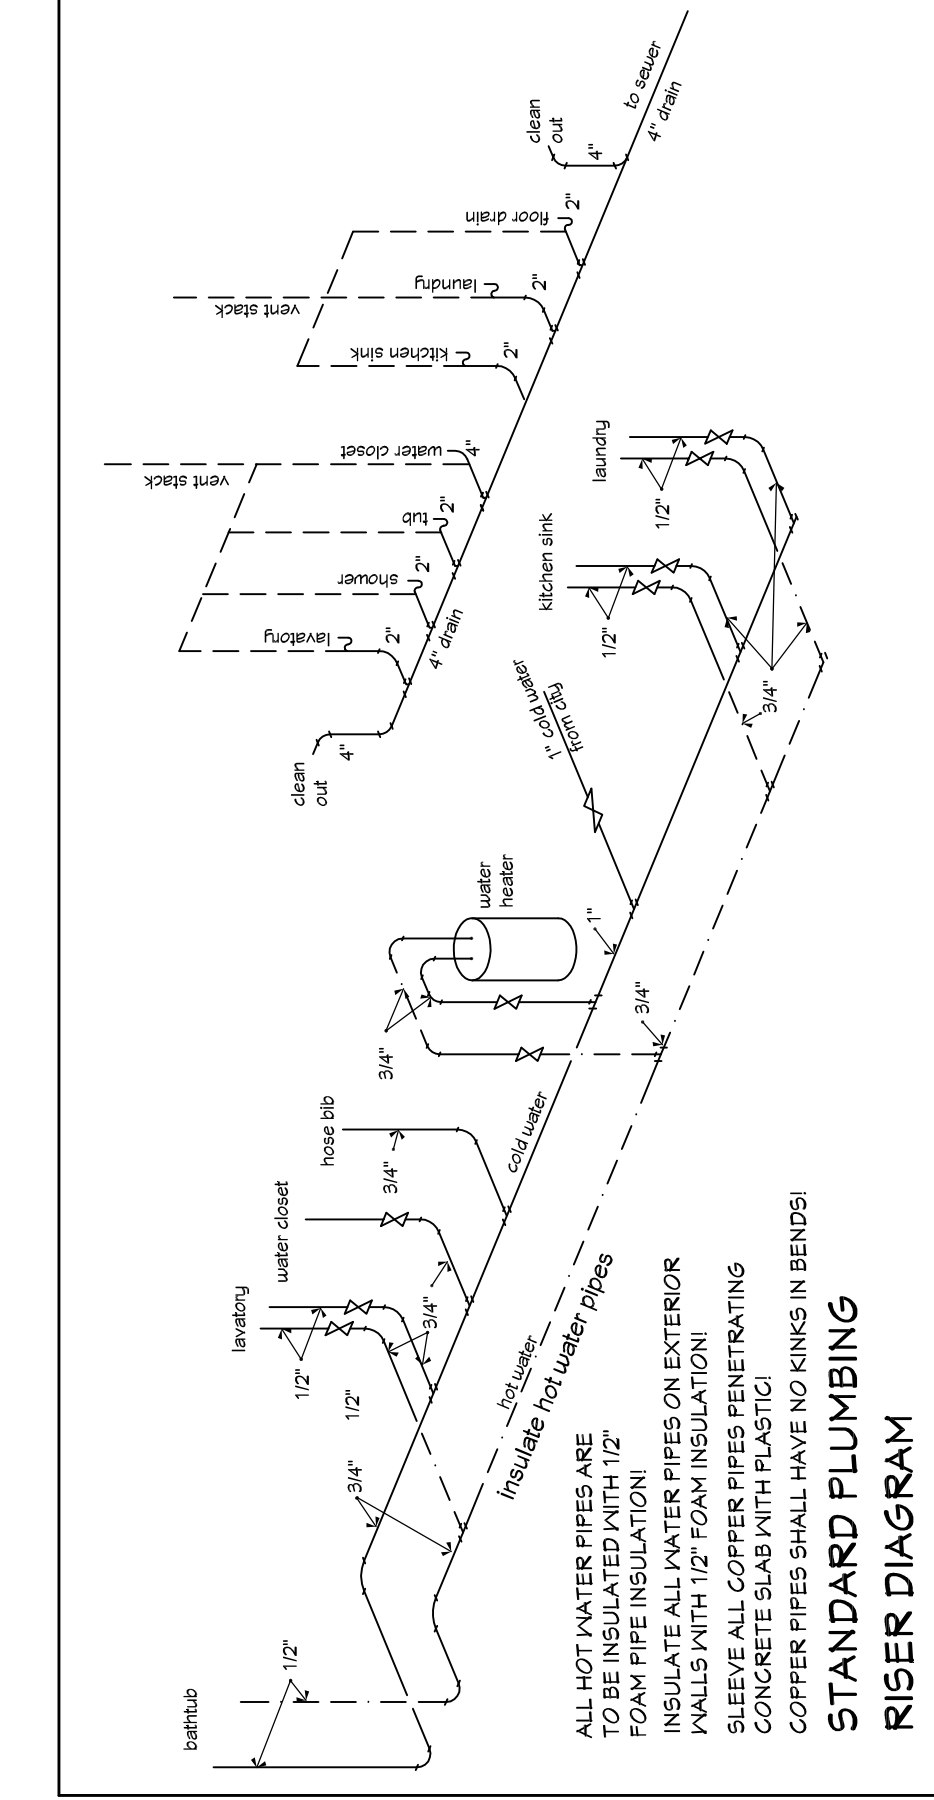 bathtub
1/2"
3/4"
lavatory
1/2"
1/2"
3/4"
water closet
hose bib
3/4"
3/4"
water
heater
cold water
hot water
insulate hot water pipes
1"
3/4"
1" cold water
from city
kitchen sink
1/2"
3/4"
laundry
1/2"
clean
out
4"
lavatory
2"
shower
2"
tub
2"
water closet
4"
vent stack
4" drain
kitchen sink
2"
laundry
2"
vent stack
floor drain
2"
clean
out
4"
to sewer
4" drain
ALL HOT WATER PIPES ARE
TO BE INSULATED WITH 1/2"
FOAM PIPE INSULATION!
INSULATE ALL WATER PIPES ON EXTERIOR
WALLS WITH 1/2" FOAM INSULATION!
SLEEVE ALL COPPER PIPES PENETRATING
CONCRETE SLAB WITH PLASTIC!
COPPER PIPES SHALL HAVE NO KINKS IN BENDS!
STANDARD PLUMBING
RISER DIAGRAM